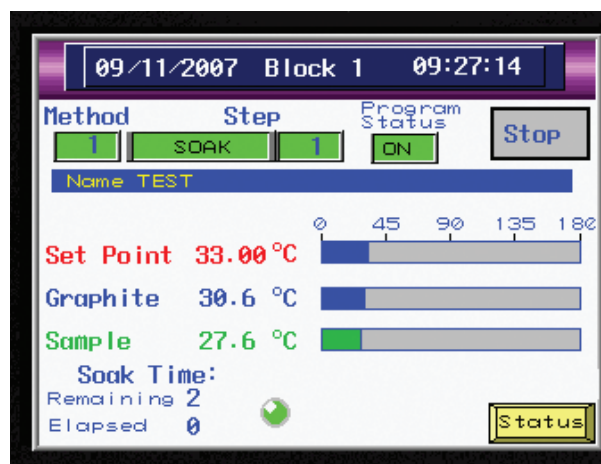 09/11/2007 Block 1 09:27:14
Method Step Program Status Stop
1 SOAK 1 ON
Name TEST
0 45 90 135 180
Set Point 33.00 °C
Graphite 30.6 °C
Sample 27.6 °C
Soak Time:
Remaining 2
Elapsed 0
Status